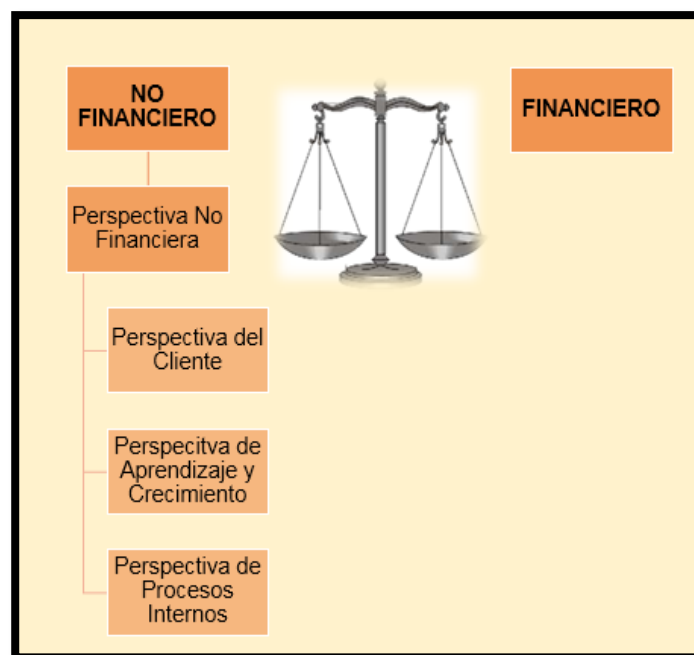 NO
FINANCIERO
FINANCIERO
Perspectiva No
Financiera
Perspectiva del
Cliente
Perspecitva de
Aprendizaje y
Crecimiento
Perspectiva de
Procesos
Internos